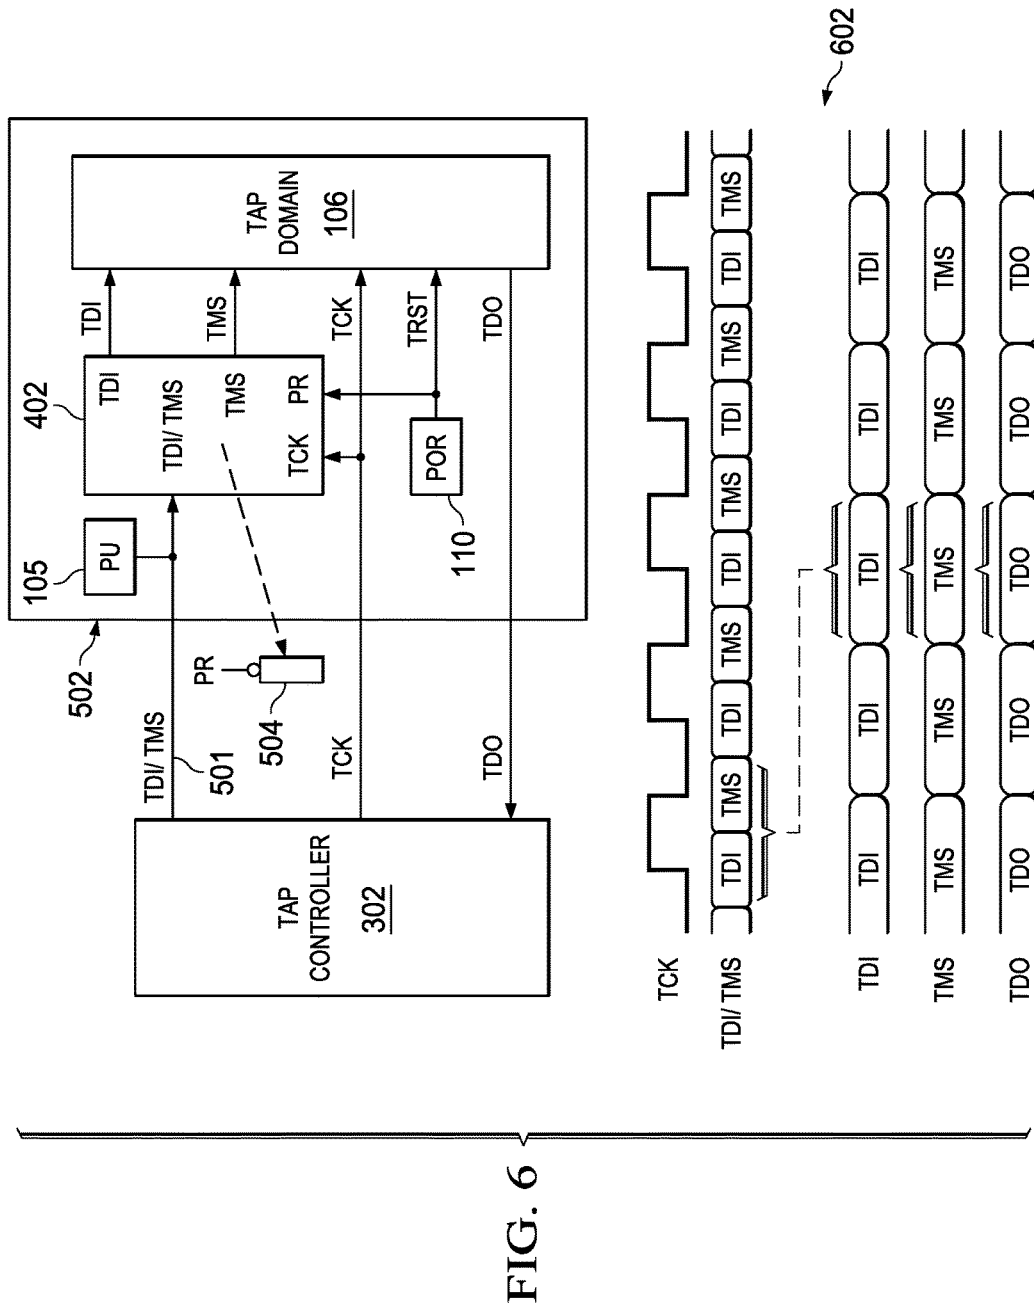 TAP
CONTROLLER
302
TDI/ TMS
501
PR
504
TCK
TDO
502
105
PU
402
TDI
TDI/ TMS
TMS
TCK
PR
POR
110
TDI
TMS
TCK
TRST
TDO
TAP
DOMAIN
106
602
TCK
TDI/ TMS
TDI TMS TDI TMS TDI TMS TDI TMS TDI TMS
TDI
TDI TDI TDI TDI TDI
TMS
TMS TMS TMS TMS TMS
TDO
TDO TDO TDO TDO TDO
FIG. 6